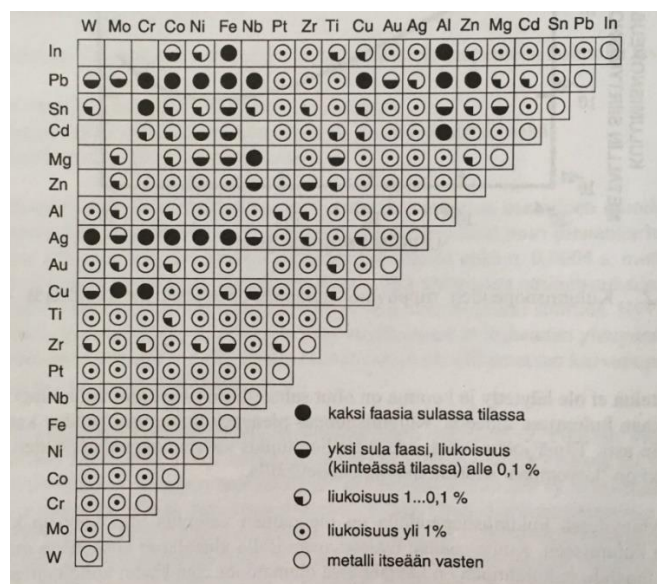 W Mo Cr Co Ni Fe Nb Pt Zr Ti Cu Au Ag Al Zn Mg Cd Sn Pb In
In
Pb
Sn
Cd
Mg
Zn
Al
Ag
Au
Cu
Ti
Zr
Pt
Nb
Fe
Ni
Co
Cr
Mo
W
kaksi faasia sulassa tilassa
yksi sula faasi, liukoisuus
(kiinteässä tilassa) alle 0,1 %
liukoisuus 1...0,1 %
liukoisuus yli 1%
metalli itseään vasten